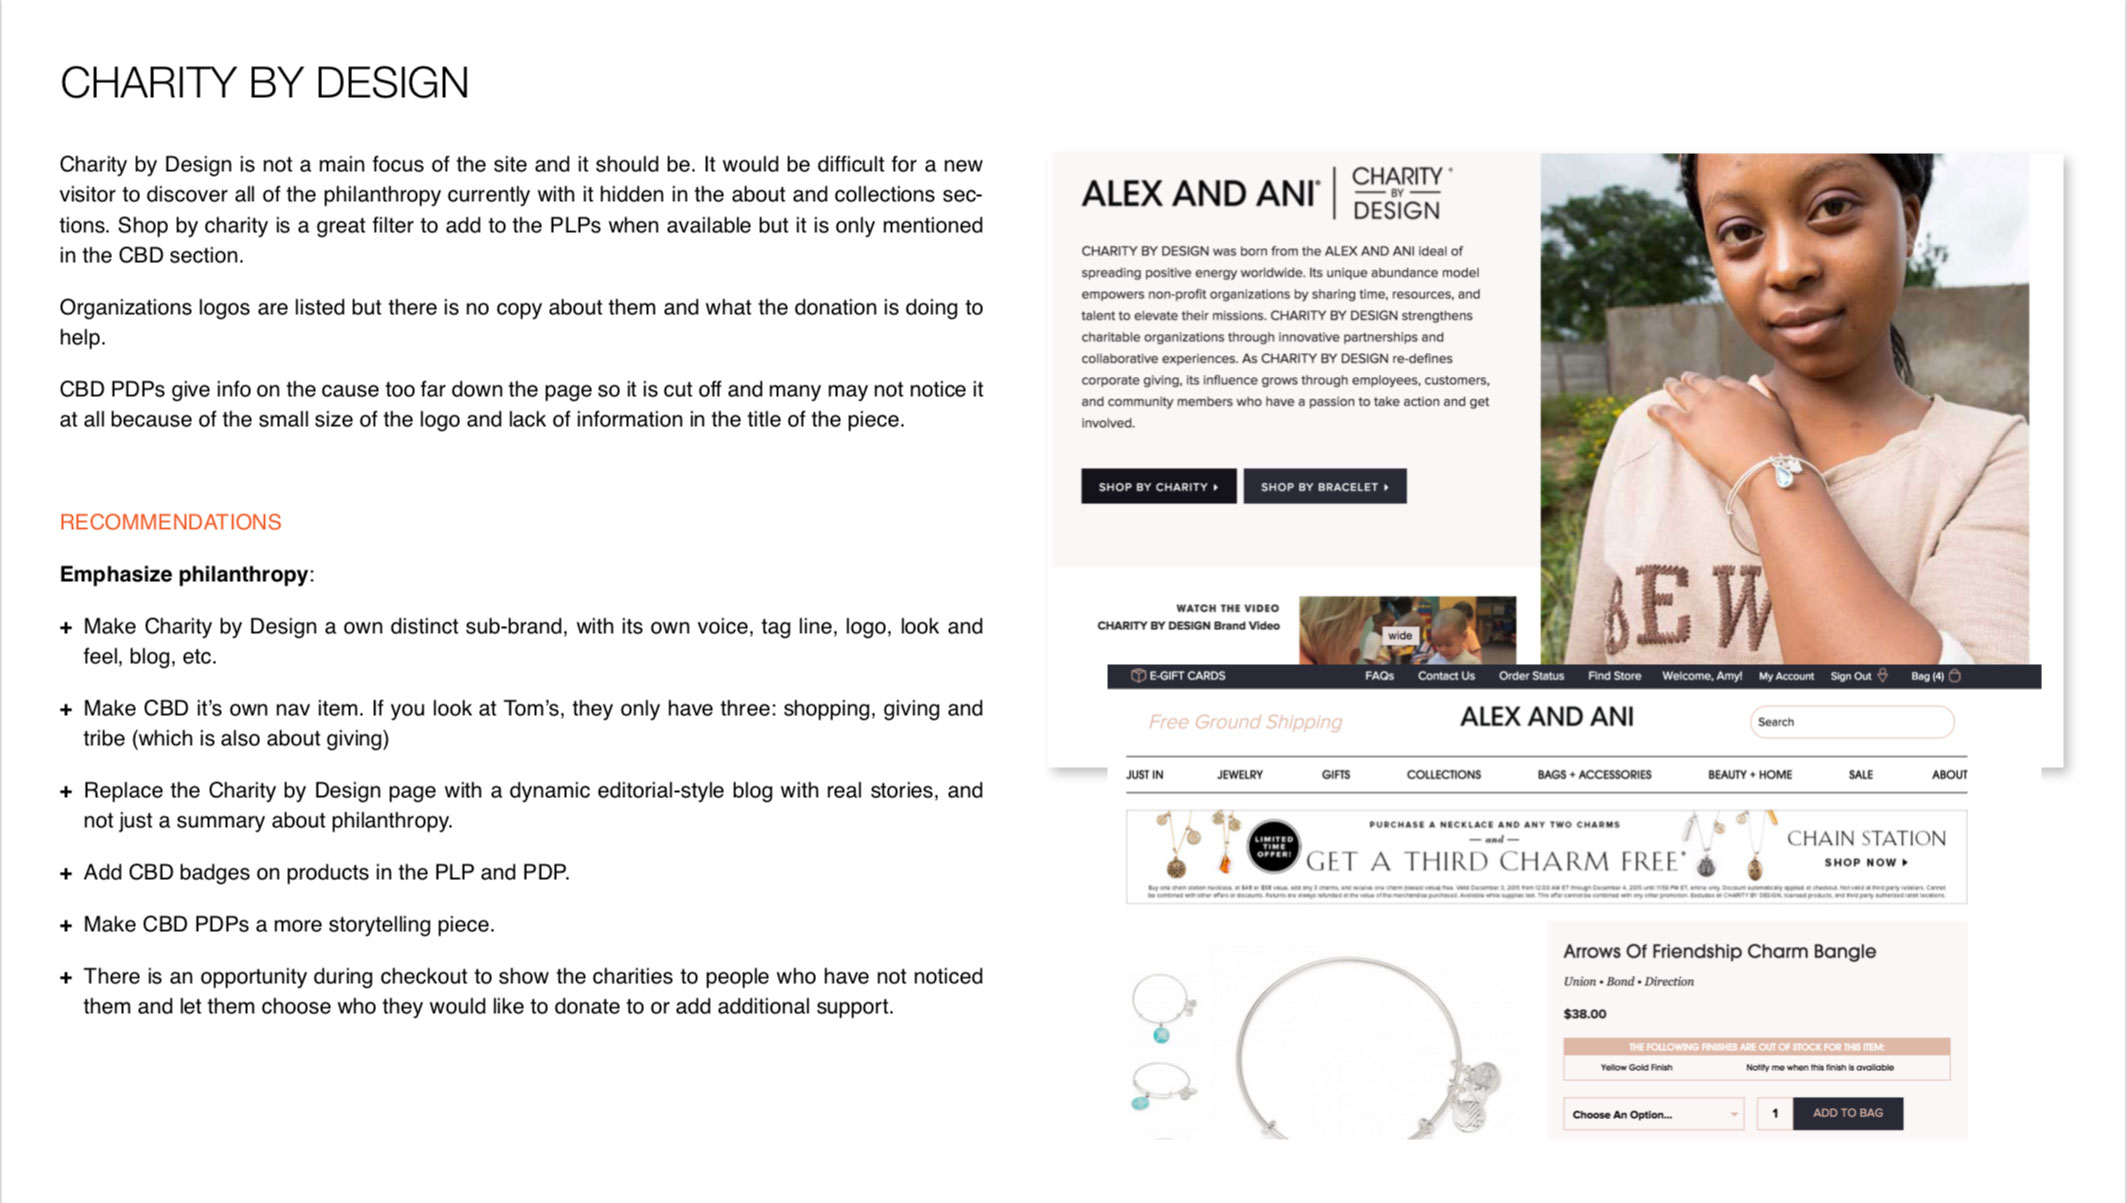 CHARITY BY DESIGN
Charity by Design is not a main focus of the site and it should be. It would be difficult for a new
visitor to discover all of the philanthropy currently with it hidden in the about and collections sec-
tions. Shop by charity is a great filter to add to the PLPs when available but it is only mentioned
in the CBD section.
Organizations logos are listed but there is no copy about them and what the donation is doing to
help.
CBD PDPs give info on the cause too far down the page so it is cut off and many may not notice it
at all because of the small size of the logo and lack of information in the title of the piece.
RECOMMENDATIONS
Emphasize philanthropy:
+ Make Charity by Design a own distinct sub-brand, with its own voice, tag line, logo, look and
feel, blog, etc.
+ Make CBD it's own nav item. If you look at Tom's, they only have three: shopping, giving and
tribe (which is also about giving)
+ Replace the Charity by Design page with a dynamic editorial-style blog with real stories, and
not just a summary about philanthropy.
+ Add CBD badges on products in the PLP and PDP.
+ Make CBD PDPs a more storytelling piece.
+ There is an opportunity during checkout to show the charities to people who have not noticed
them and let them choose who they would like to donate to or add additional support.
ALEX AND ANI® | CHARITY®
BY
DESIGN
CHARITY BY DESIGN was born from the ALEX AND ANI ideal of
spreading positive energy worldwide. Its unique abundance model
empowers non-profit organizations by sharing time, resources, and
talent to elevate their missions. CHARITY BY DESIGN strengthens
charitable organizations through innovative partnerships and
collaborative experiences. As CHARITY BY DESIGN re-defines
corporate giving, its influence grows through employees, customers,
and community members who have a passion to take action and get
involved.
SHOP BY CHARITY SHOP BY BRACELET
BE W
WATCH THE VIDEO
CHARITY BY DESIGN Brand Video
wide
E-GIFT CARDS FAQs Contact Us Order Status Find Store Welcome, Amy! My Account Sign Out Bag (4)
Free Ground Shipping ALEX AND ANI Search
JUST IN JEWELRY GIFTS COLLECTIONS BAGS + ACCESSORIES BEAUTY + HOME SALE ABOUT
LIMITED
TIME
OFFER!
PURCHASE A NECKLACE AND ANY TWO CHARMS
— and —
GET A THIRD CHARM FREE*
CHAIN STATION
SHOP NOW
Arrows Of Friendship Charm Bangle
Union • Bond • Direction
$38.00
THE FOLLOWING FINISHES ARE OUT OF STOCK FOR THIS ITEM:
Yellow Gold Finish Notify me when this finish is available
Choose An Option... 1 ADD TO BAG